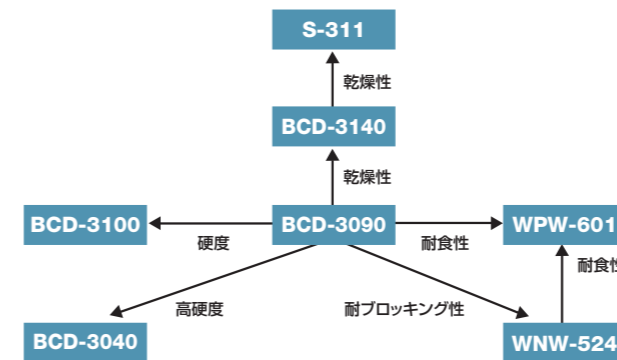 S-311
乾燥性
BCD-3140
乾燥性
BCD-3100
硬度
BCD-3090
耐食性
WPW-601
耐食性
高硬度
耐ブロッキング性
BCD-3040
WNW-524